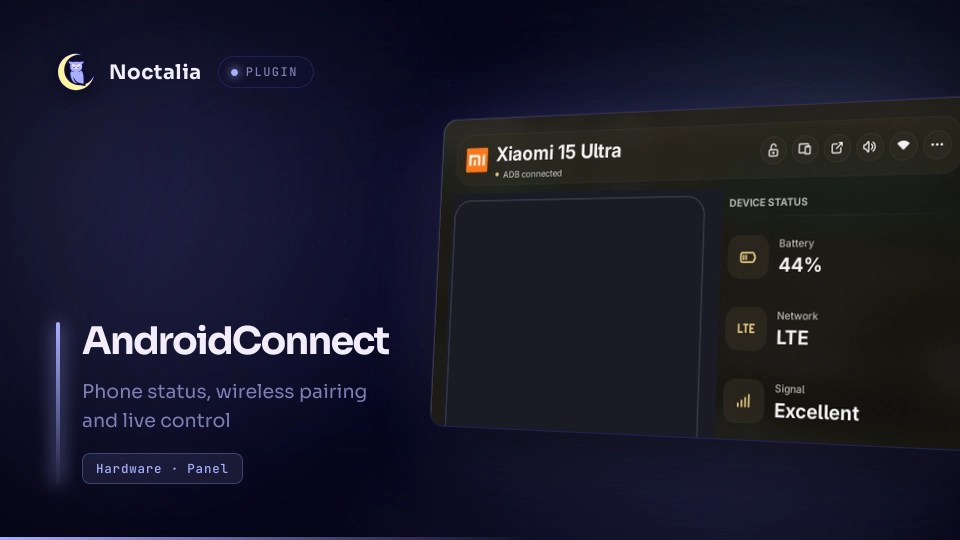 Noctalia
PLUGIN
AndroidConnect
Phone status, wireless pairing
and live control
Hardware · Panel
Xiaomi 15 Ultra
ADB connected
DEVICE STATUS
Battery
44%
LTE
Network
LTE
Signal
Excellent